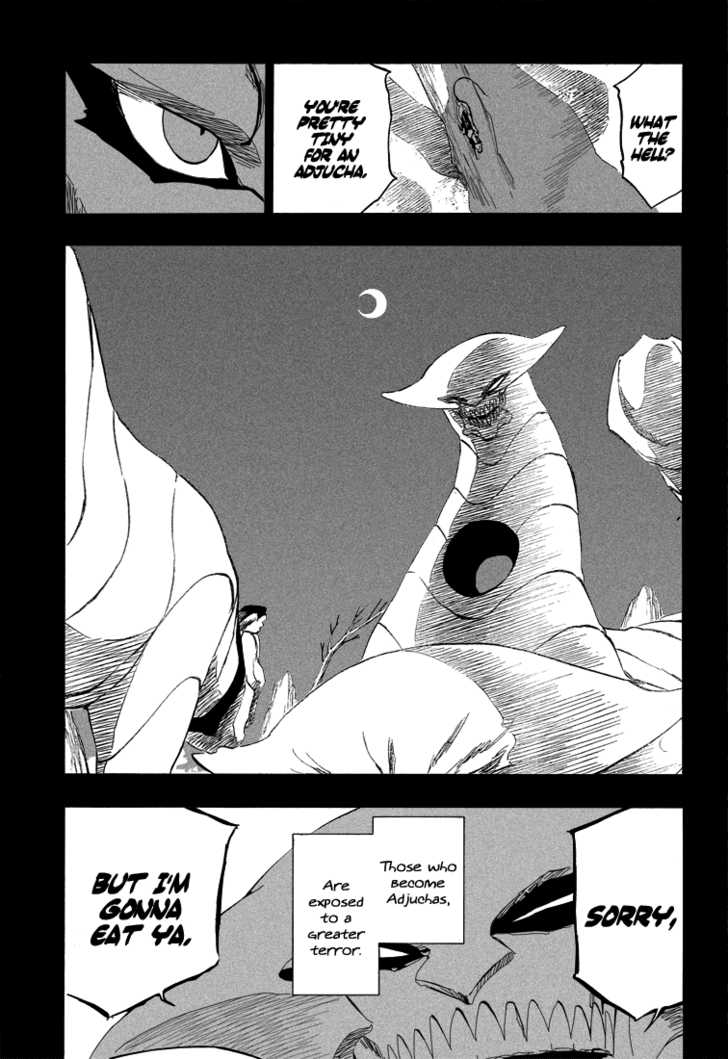 WHAT
THE
HELL?
YOU'RE
PRETTY
TINY
FOR AN
ADJUCHA.
SORRY,
Those who
become
Adjuchas,
Are
exposed
to a
greater
terror.
BUT I'M
GONNA
EAT YA.